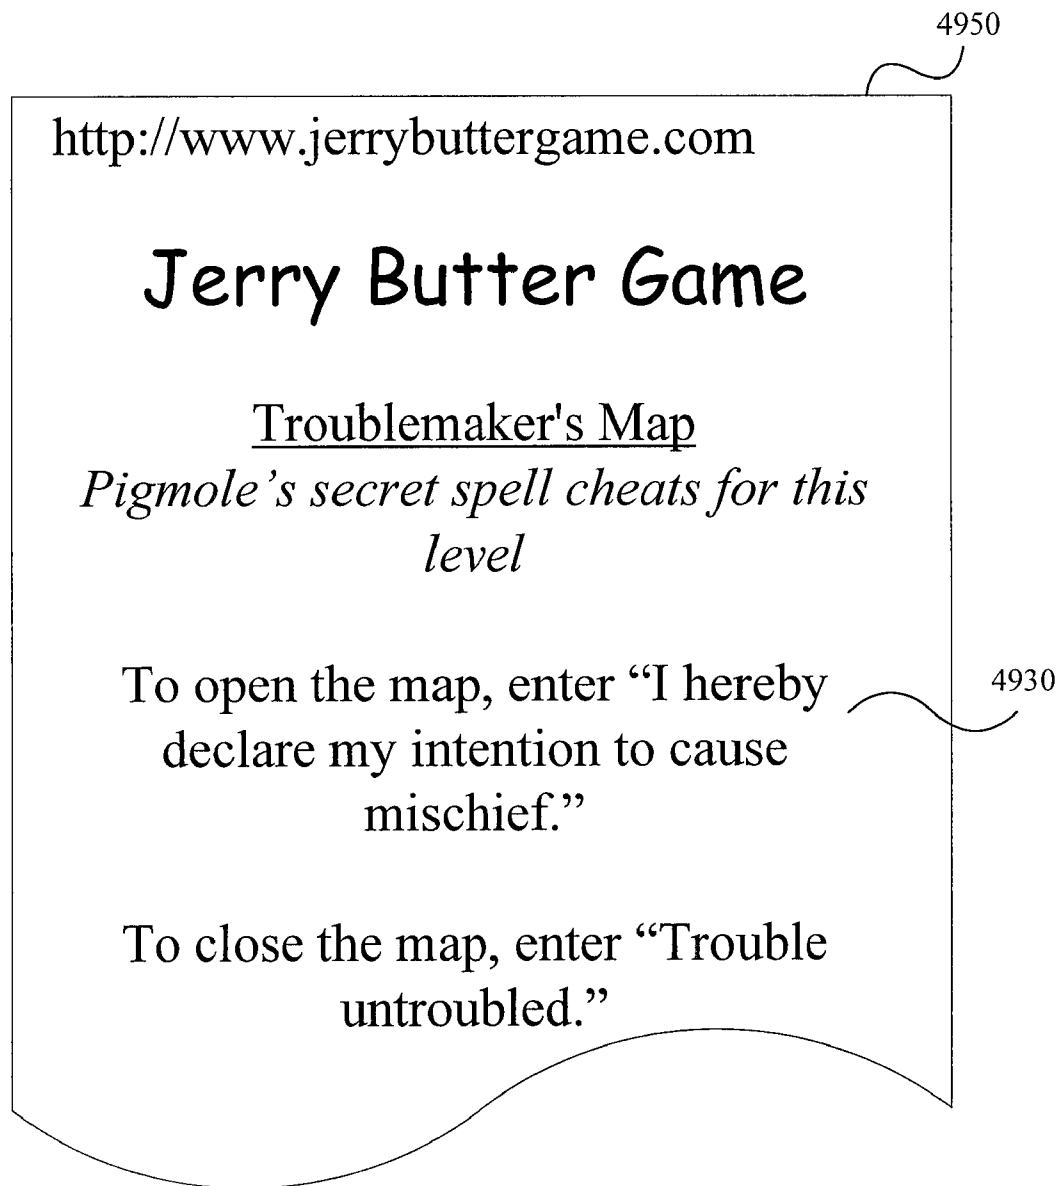 4950
http://www.jerrybuttergame.com
Jerry Butter Game
Troublemaker's Map
Pigmole’s secret spell cheats for this
level
To open the map, enter “I hereby
4930
declare my intention to cause
mischief.”
To close the map, enter “Trouble
untroubled.”